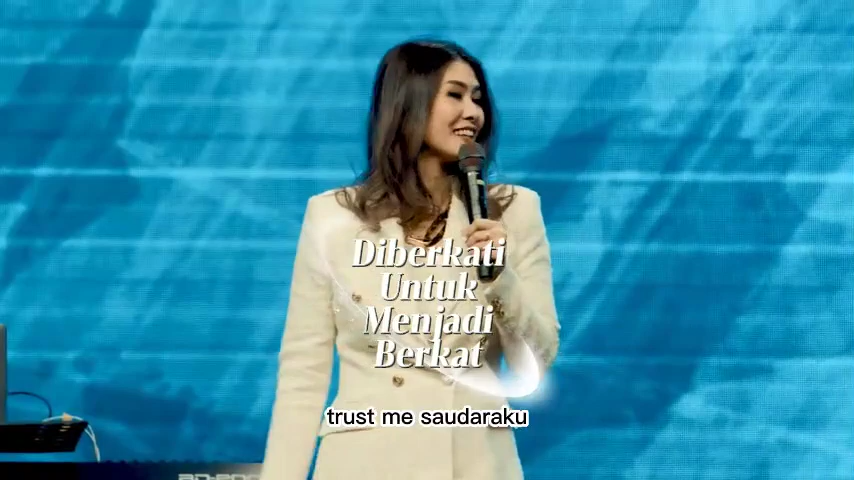 Diberkati
Untuk
Menjadi
Berkat
trust me saudaraku